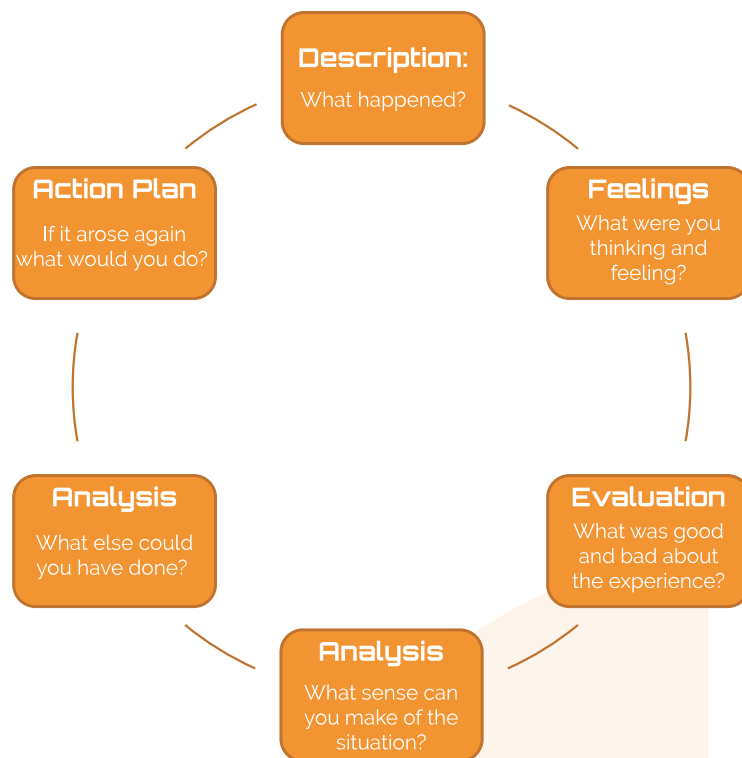 Description:
What happened?
Feelings
What were you
thinking and
feeling?
Evaluation
What was good
and bad about
the experience?
Analysis
What sense can
you make of the
situation?
Analysis
What else could
you have done?
Action Plan
If it arose again
what would you do?